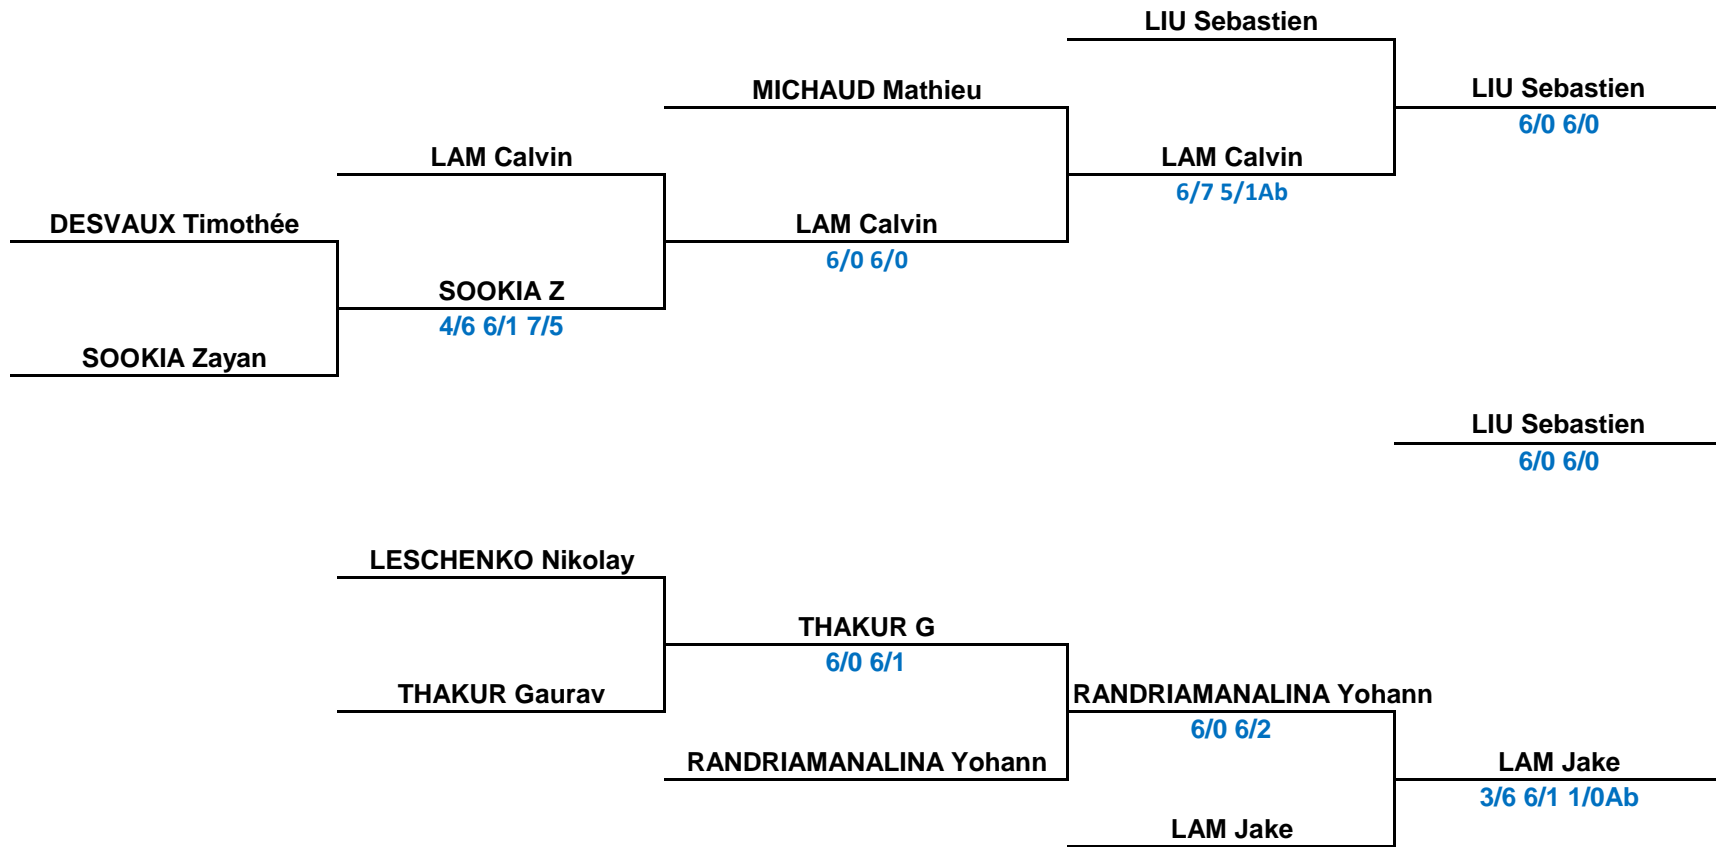 LIU Sebastien
MICHAUD Mathieu
LIU Sebastien
6/0 6/0
LAM Calvin
LAM Calvin
6/7 5/1Ab
DESVAUX Timothée
LAM Calvin
6/0 6/0
SOOKIA Z
4/6 6/1 7/5
SOOKIA Zayan
LIU Sebastien
6/0 6/0
LESCHENKO Nikolay
THAKUR G
6/0 6/1
THAKUR Gaurav
RANDRIAMANALINA Yohann
6/0 6/2
RANDRIAMANALINA Yohann
LAM Jake
3/6 6/1 1/0Ab
LAM Jake